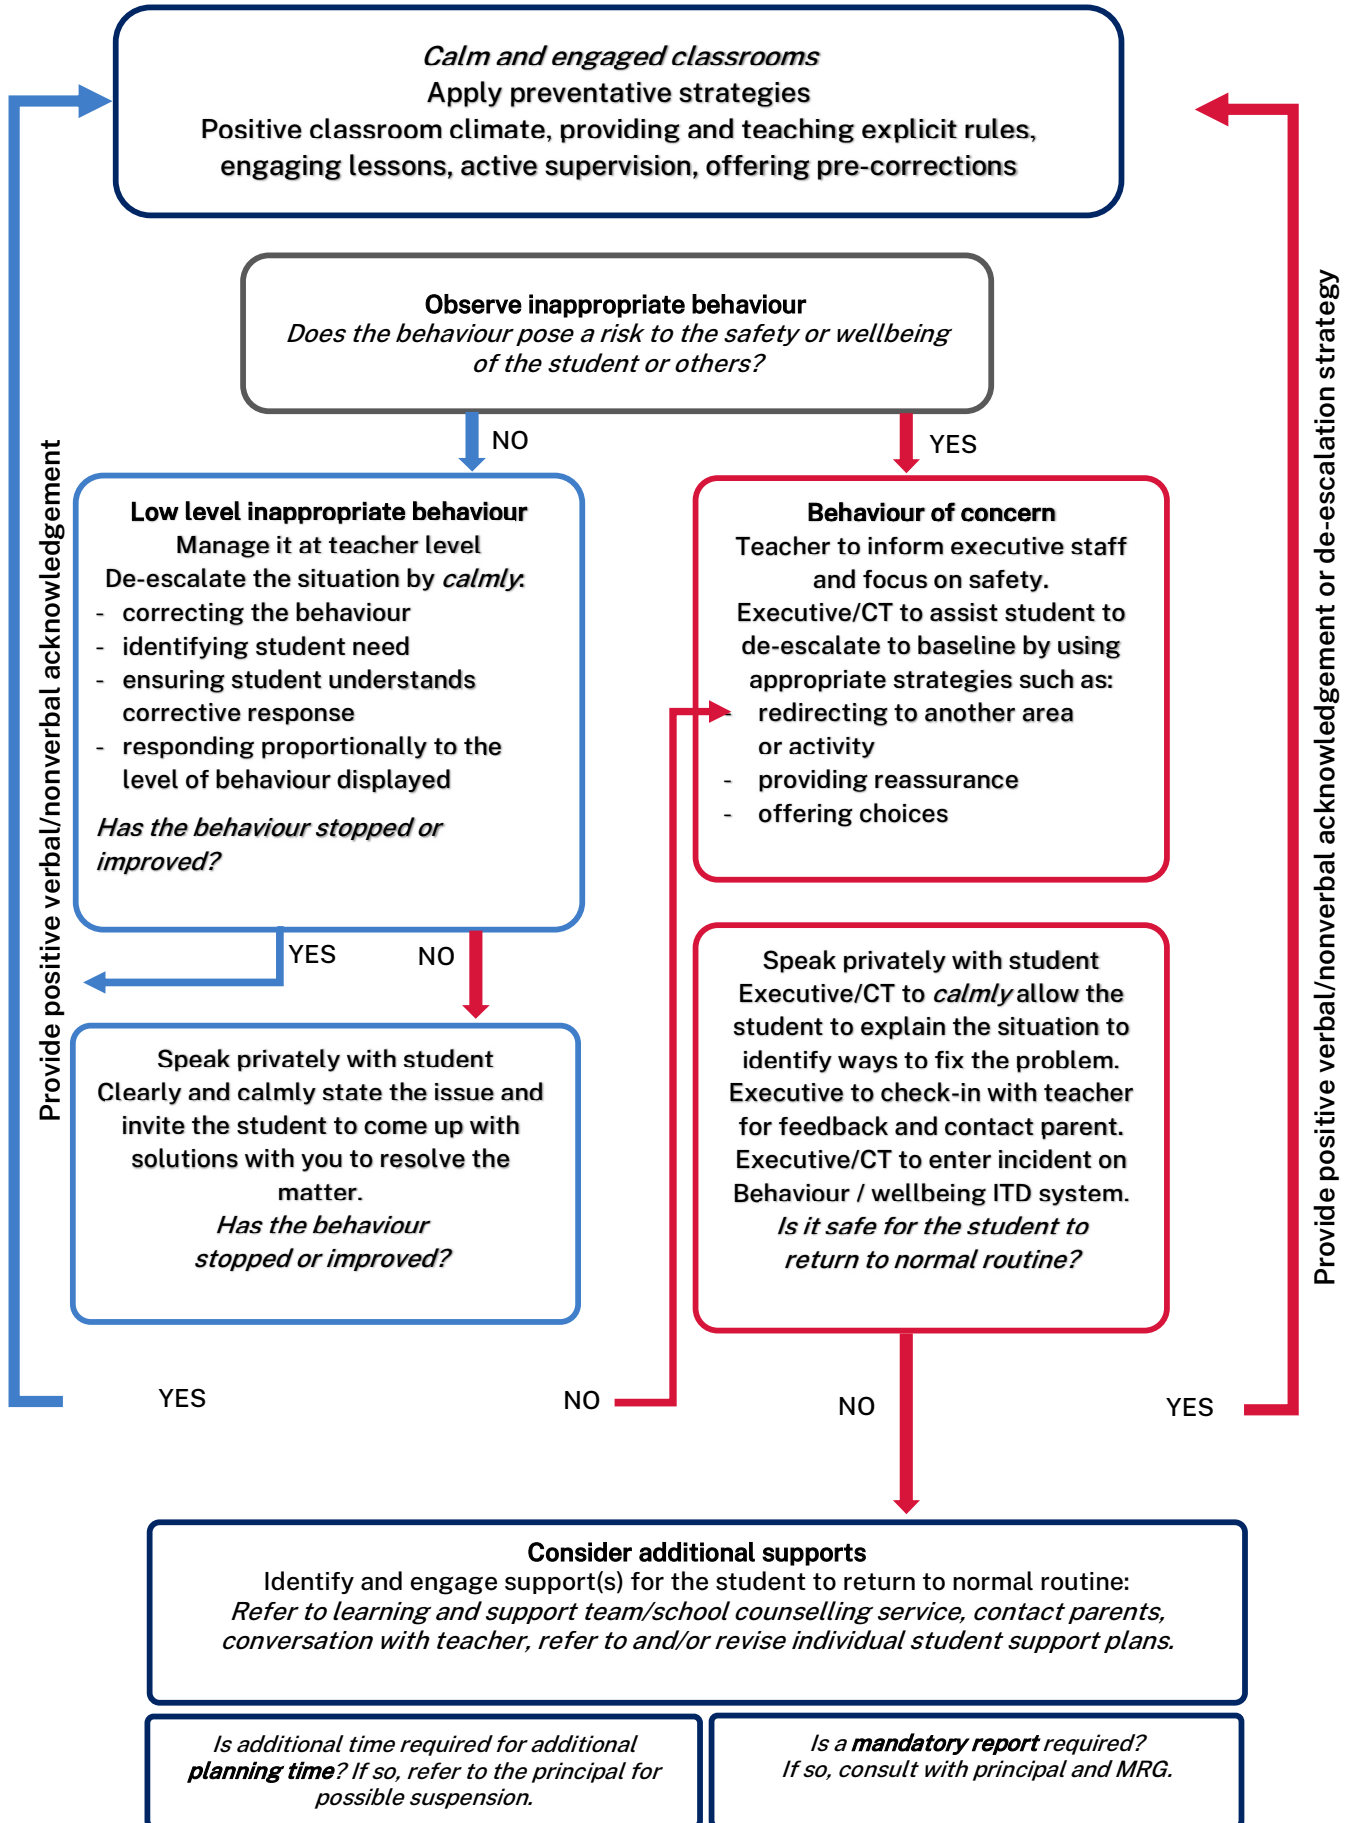 Calm and engaged classrooms
Apply preventative strategies
Positive classroom climate, providing and teaching explicit rules,
engaging lessons, active supervision, offering pre-corrections
Observe inappropriate behaviour
Does the behaviour pose a risk to the safety or wellbeing
of the student or others?
NO
YES
Low level inappropriate behaviour
Manage it at teacher level
De-escalate the situation by calmly:
- correcting the behaviour
- identifying student need
- ensuring student understands
corrective response
- responding proportionally to the
level of behaviour displayed
Has the behaviour stopped or
improved?
Behaviour of concern
Teacher to inform executive staff
and focus on safety.
Executive/CT to assist student to
de-escalate to baseline by using
appropriate strategies such as:
- redirecting to another area
or activity
- providing reassurance
- offering choices
YES
NO
Speak privately with student
Clearly and calmly state the issue and
invite the student to come up with
solutions with you to resolve the
matter.
Has the behaviour
stopped or improved?
Speak privately with student
Executive/CT to calmly allow the
student to explain the situation to
identify ways to fix the problem.
Executive to check-in with teacher
for feedback and contact parent.
Executive/CT to enter incident on
Behaviour / wellbeing ITD system.
Is it safe for the student to
return to normal routine?
YES
NO
NO
YES
Provide positive verbal/nonverbal acknowledgement
Provide positive verbal/nonverbal acknowledgement or de-escalation strategy
Consider additional supports
Identify and engage support(s) for the student to return to normal routine:
Refer to learning and support team/school counselling service, contact parents,
conversation with teacher, refer to and/or revise individual student support plans.
Is additional time required for additional
planning time? If so, refer to the principal for
possible suspension.
Is a mandatory report required?
If so, consult with principal and MRG.